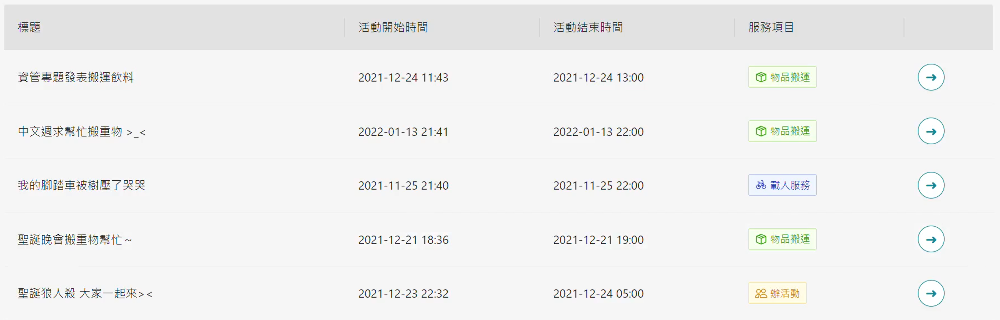 標題 活動開始時間 活動結束時間 服務項目
資管專題發表搬運飲料 2021-12-24 11:43 2021-12-24 13:00 物品搬運
中文週求幫忙搬重物 >_< 2022-01-13 21:41 2022-01-13 22:00 物品搬運
我的腳踏車被樹壓了哭哭 2021-11-25 21:40 2021-11-25 22:00 載人服務
聖誕晚會搬重物幫忙 ~ 2021-12-21 18:36 2021-12-21 19:00 物品搬運
聖誕狼人殺 大家一起來>< 2021-12-23 22:32 2021-12-24 05:00 辦活動